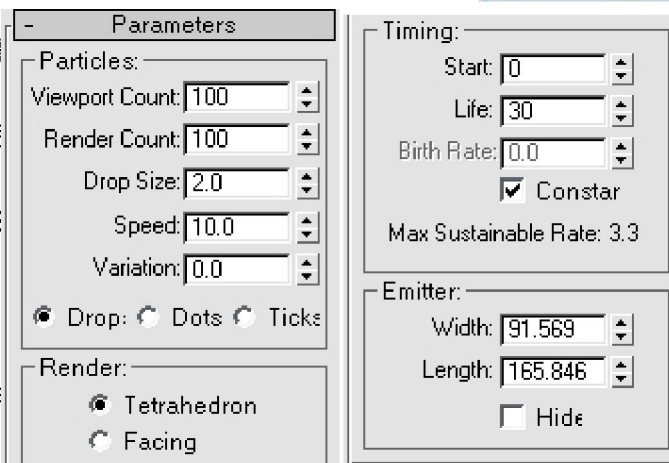 - Parameters
Particles:
Viewport Count: 100
Render Count: 100
Drop Size: 2.0
Speed: 10.0
Variation: 0.0
Drop: Dots Ticks
Render:
Tetrahedron
Facing
Timing:
Start: 0
Life: 30
Birth Rate: 0.0
Constar
Max Sustainable Rate: 3.3
Emitter:
Width: 91.569
Length: 165.846
Hide